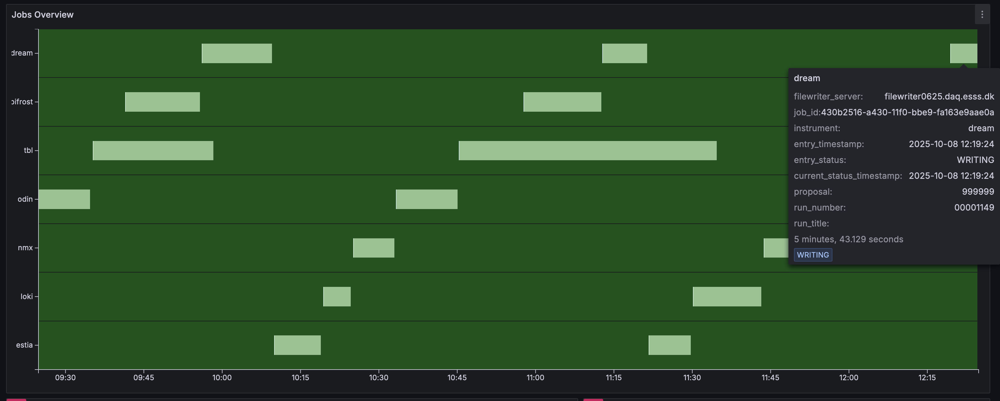 Jobs Overview
dream
bifrost
tbl
odin
nmx
loki
estia
09:30 09:45 10:00 10:15 10:30 10:45 11:00 11:15 11:30 11:45 12:00 12:15
dream
filewriter_server: filewriter0625.daq.esss.dk
job_id:430b2516-a430-11f0-bbe9-fa163e9aae0a
instrument: dream
entry_timestamp: 2025-10-08 12:19:24
entry_status: WRITING
current_status_timestamp: 2025-10-08 12:19:24
proposal: 999999
run_number: 00001149
run_title:
5 minutes, 43.129 seconds
WRITING